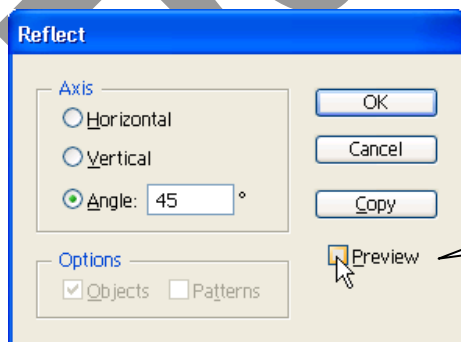 Reflect
Axis
Horizontal
Vertical
Angle: 45 °
Options
Objects Patterns
OK
Cancel
Copy
Preview